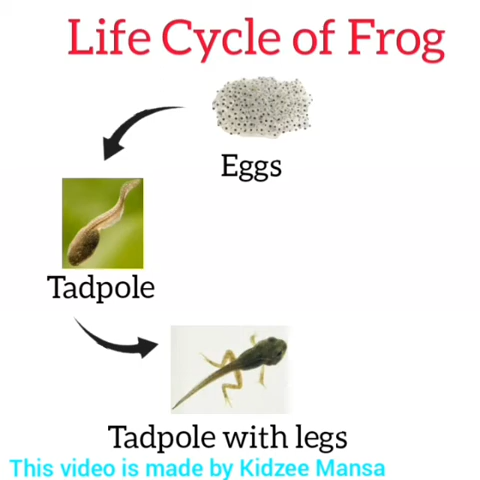 Life Cycle of Frog
Eggs
Tadpole
Tadpole with legs
This video is made by Kidzee Mansa